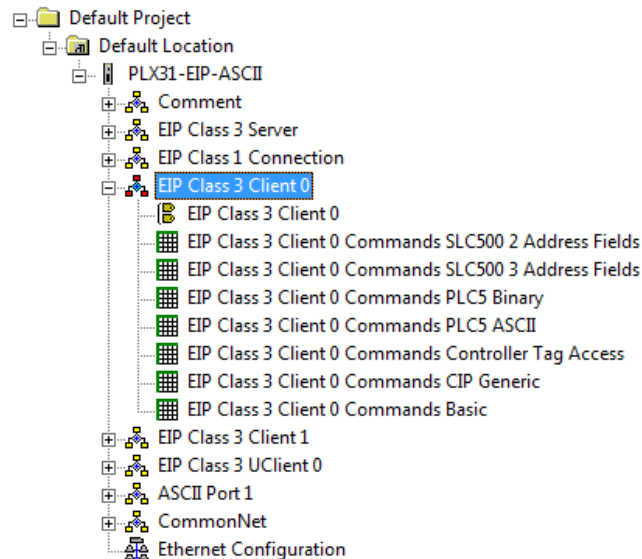 Default Project
Default Location
PLX31-EIP-ASCII
Comment
EIP Class 3 Server
EIP Class 1 Connection
EIP Class 3 Client 0
EIP Class 3 Client 0
EIP Class 3 Client 0 Commands SLC500 2 Address Fields
EIP Class 3 Client 0 Commands SLC500 3 Address Fields
EIP Class 3 Client 0 Commands PLC5 Binary
EIP Class 3 Client 0 Commands PLC5 ASCII
EIP Class 3 Client 0 Commands Controller Tag Access
EIP Class 3 Client 0 Commands CIP Generic
EIP Class 3 Client 0 Commands Basic
EIP Class 3 Client 1
EIP Class 3 UClient 0
ASCII Port 1
CommonNet
Ethernet Configuration